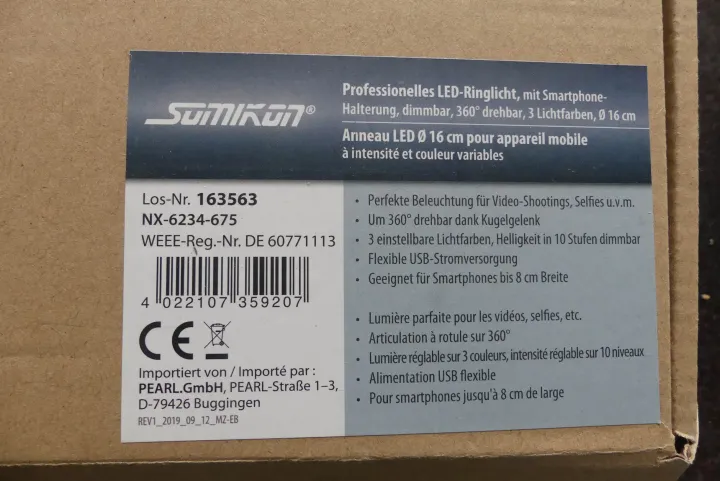 SOMIKON®
Professionelles LED-Ringlicht, mit Smartphone-
Halterung, dimmbar, 360° drehbar, 3 Lichtfarben, Ø 16 cm
Anneau LED Ø 16 cm pour appareil mobile
à intensité et couleur variables
Los-Nr. 163563
NX-6234-675
WEEE-Reg.-Nr. DE 60771113
4 022107 359207
CE
Importiert von / Importé par :
PEARL.GmbH, PEARL-Straße 1–3,
D-79426 Buggingen
REV1_2019_09_12_MZ-EB
• Perfekte Beleuchtung für Video-Shootings, Selfies u.v.m.
• Um 360° drehbar dank Kugelgelenk
• 3 einstellbare Lichtfarben, Helligkeit in 10 Stufen dimmbar
• Flexible USB-Stromversorgung
• Geeignet für Smartphones bis 8 cm Breite
• Lumière parfaite pour les vidéos, selfies, etc.
• Articulation à rotule sur 360°
• Lumière réglable sur 3 couleurs, intensité réglable sur 10 niveaux
• Alimentation USB flexible
• Pour smartphones jusqu'à 8 cm de large